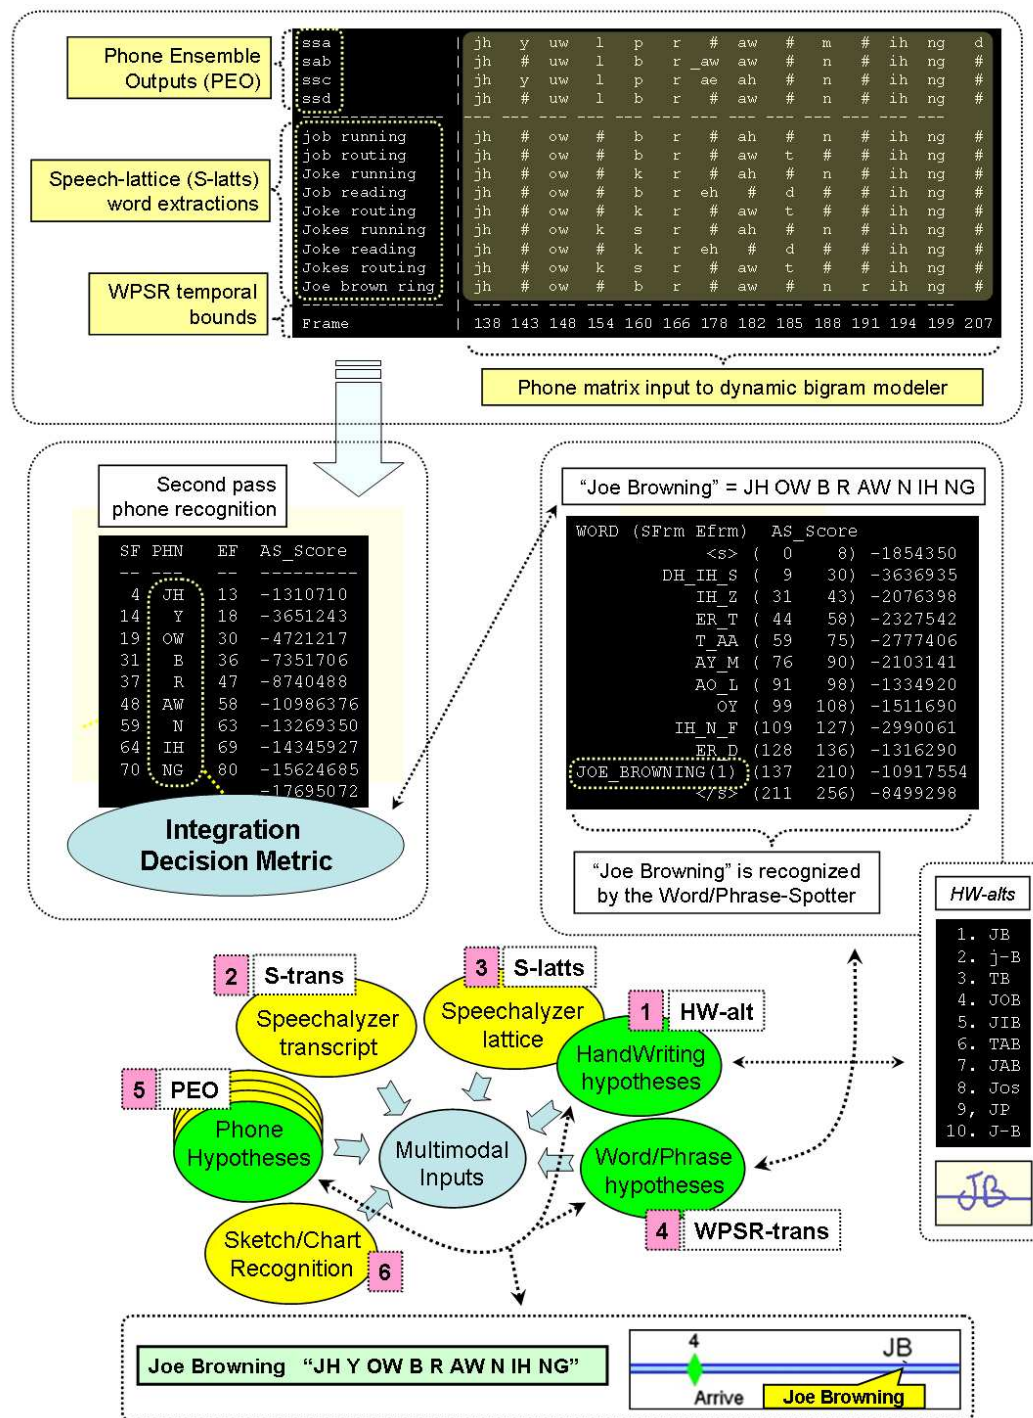 Phone Ensemble
Outputs (PEO)
ssa | jh y uw l p r # aw # m # ih ng d
sab | jh # uw l b r _aw aw # n # ih ng #
ssc | jh y uw l p r ae ah # n # ih ng #
ssd | jh # uw l b r # aw # n # ih ng #
Speech-lattice (S-latts)
word extractions
job running | jh # ow # b r # ah # n # ih ng #
job routing | jh # ow # b r # aw t # # ih ng #
Joke running | jh # ow # k r # ah # n # ih ng #
Job reading | jh # ow # b r eh # d # # ih ng #
Joke routing | jh # ow # k r # aw t # # ih ng #
Jokes running | jh # ow k s r # ah # n # ih ng #
Joke reading | jh # ow # k r eh # d # # ih ng #
Jokes routing | jh # ow k s r # aw t # # ih ng #
Joe brown ring | jh # ow # b r # aw # n r ih ng #
WPSR temporal
bounds
Frame | 138 143 148 154 160 166 178 182 185 188 191 194 199 207
Phone matrix input to dynamic bigram modeler
Second pass
phone recognition
SF PHN EF AS_Score
-- --- -- ---------
4 JH 13 -1310710
14 Y 18 -3651243
19 OW 30 -4721217
31 B 36 -7351706
37 R 47 -8740488
48 AW 58 -10986376
59 N 63 -13269350
64 IH 69 -14345927
70 NG 80 -15624685
-17695072
Integration
Decision Metric
“Joe Browning” = JH OW B R AW N IH NG
WORD (SFrm Efrm) AS_Score
<s> ( 0 8) -1854350
DH_IH_S ( 9 30) -3636935
IH_Z ( 31 43) -2076398
ER_T ( 44 58) -2327542
T_AA ( 59 75) -2777406
AY_M ( 76 90) -2103141
AO_L ( 91 98) -1334920
OY ( 99 108) -1511690
IH_N_F (109 127) -2990061
ER_D (128 136) -1316290
JOE_BROWNING(1) (137 210) -10917554
</s> (211 256) -8499298
“Joe Browning” is recognized
by the Word/Phrase-Spotter
HW-alts
1. JB
2. j-B
3. TB
4. JOB
5. JIB
6. TAB
7. JAB
8. Jos
9, JP
10. J-B
JB
2 S-trans
Speechalyzer
transcript
3 S-latts
Speechalyzer
lattice
1 HW-alt
HandWriting
hypotheses
5 PEO
Phone
Hypotheses
Multimodal
Inputs
Word/Phrase
hypotheses
4 WPSR-trans
Sketch/Chart
Recognition
6
Joe Browning “JH Y OW B R AW N IH NG”
4
JB
Arrive
Joe Browning